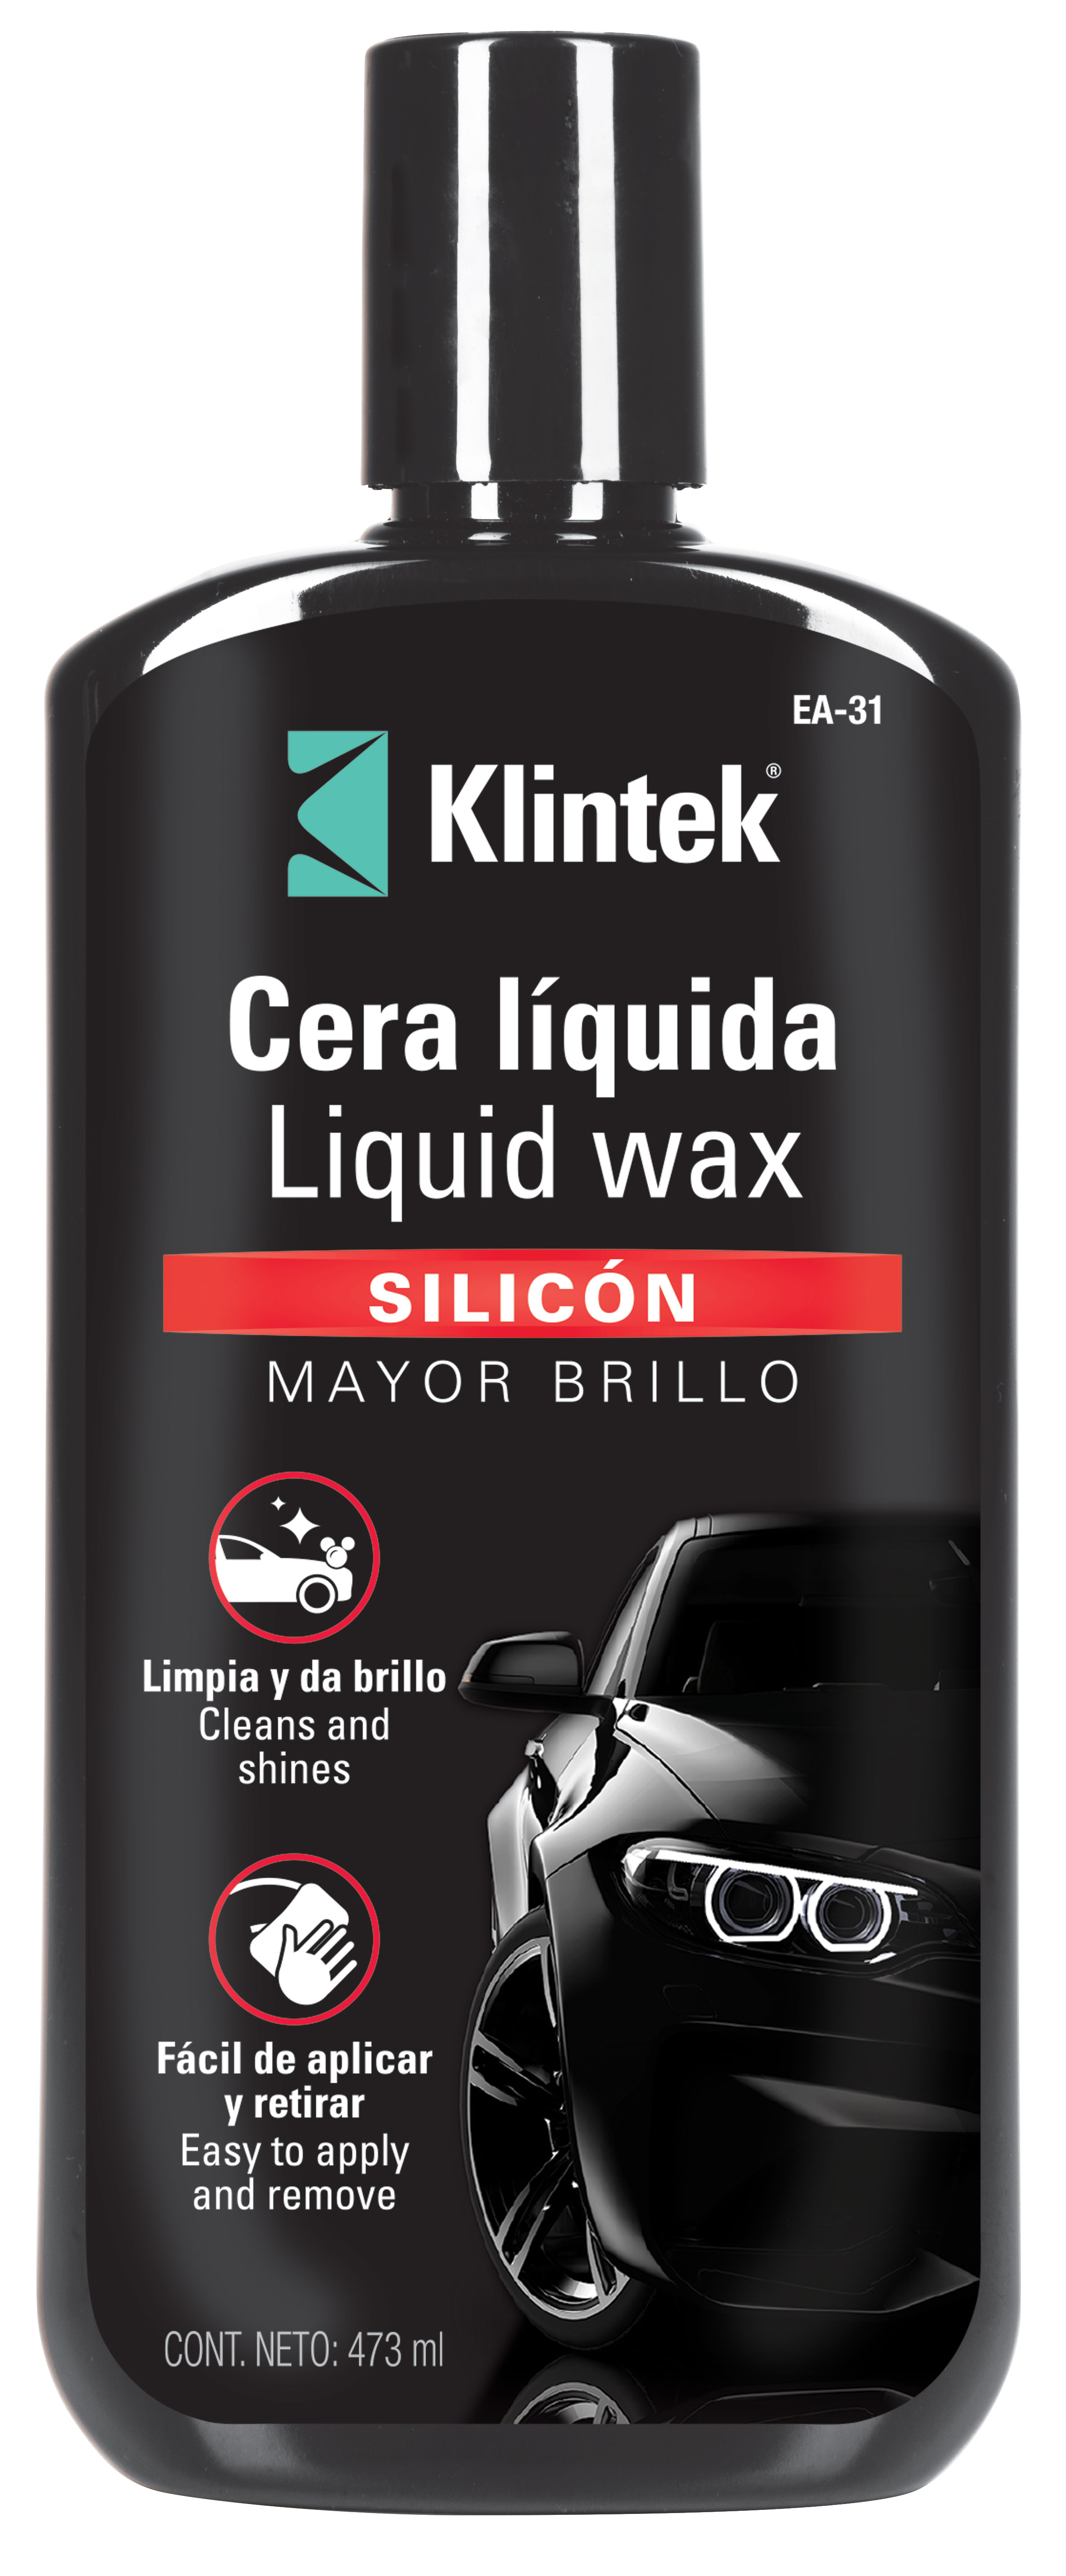 EA-31
Klintek®
Cera líquida
Liquid wax
SILICÓN
MAYOR BRILLO
Limpia y da brillo
Cleans and
shines
Fácil de aplicar
y retirar
Easy to apply
and remove
CONT. NETO: 473 ml